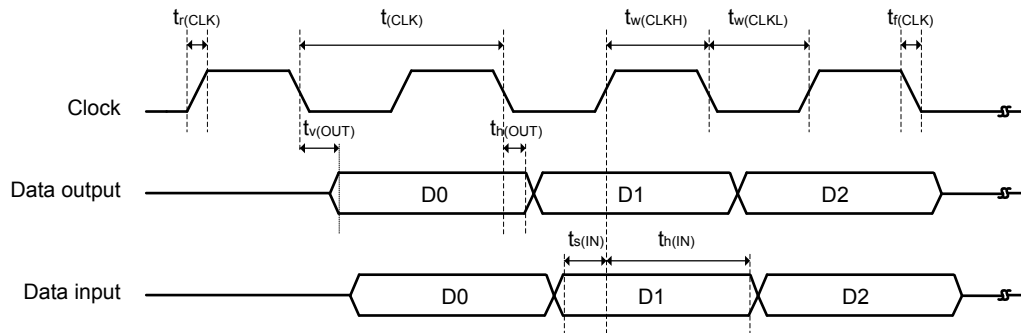 tr(CLK) t(CLK) tw(CLKH) tw(CLKL) tf(CLK)
Clock
tv(OUT) th(OUT)
Data output D0 D1 D2
ts(IN) th(IN)
Data input D0 D1 D2